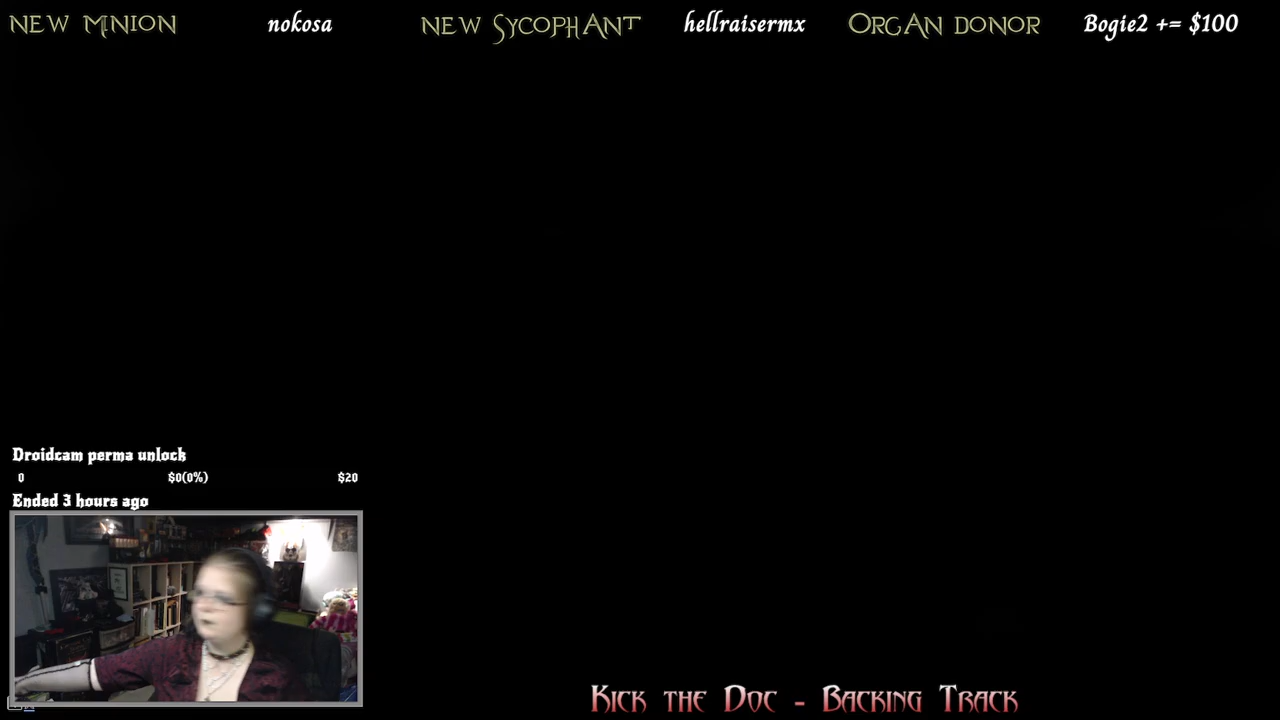 NEW MINION nokosa NEW SYCOPHANT hellraisermx ORGAN DONOR Bogie2 += $100
Droidcam perma unlock
0 $0(0%) $20
Ended 3 hours ago
Kick the Doc - Backing Track